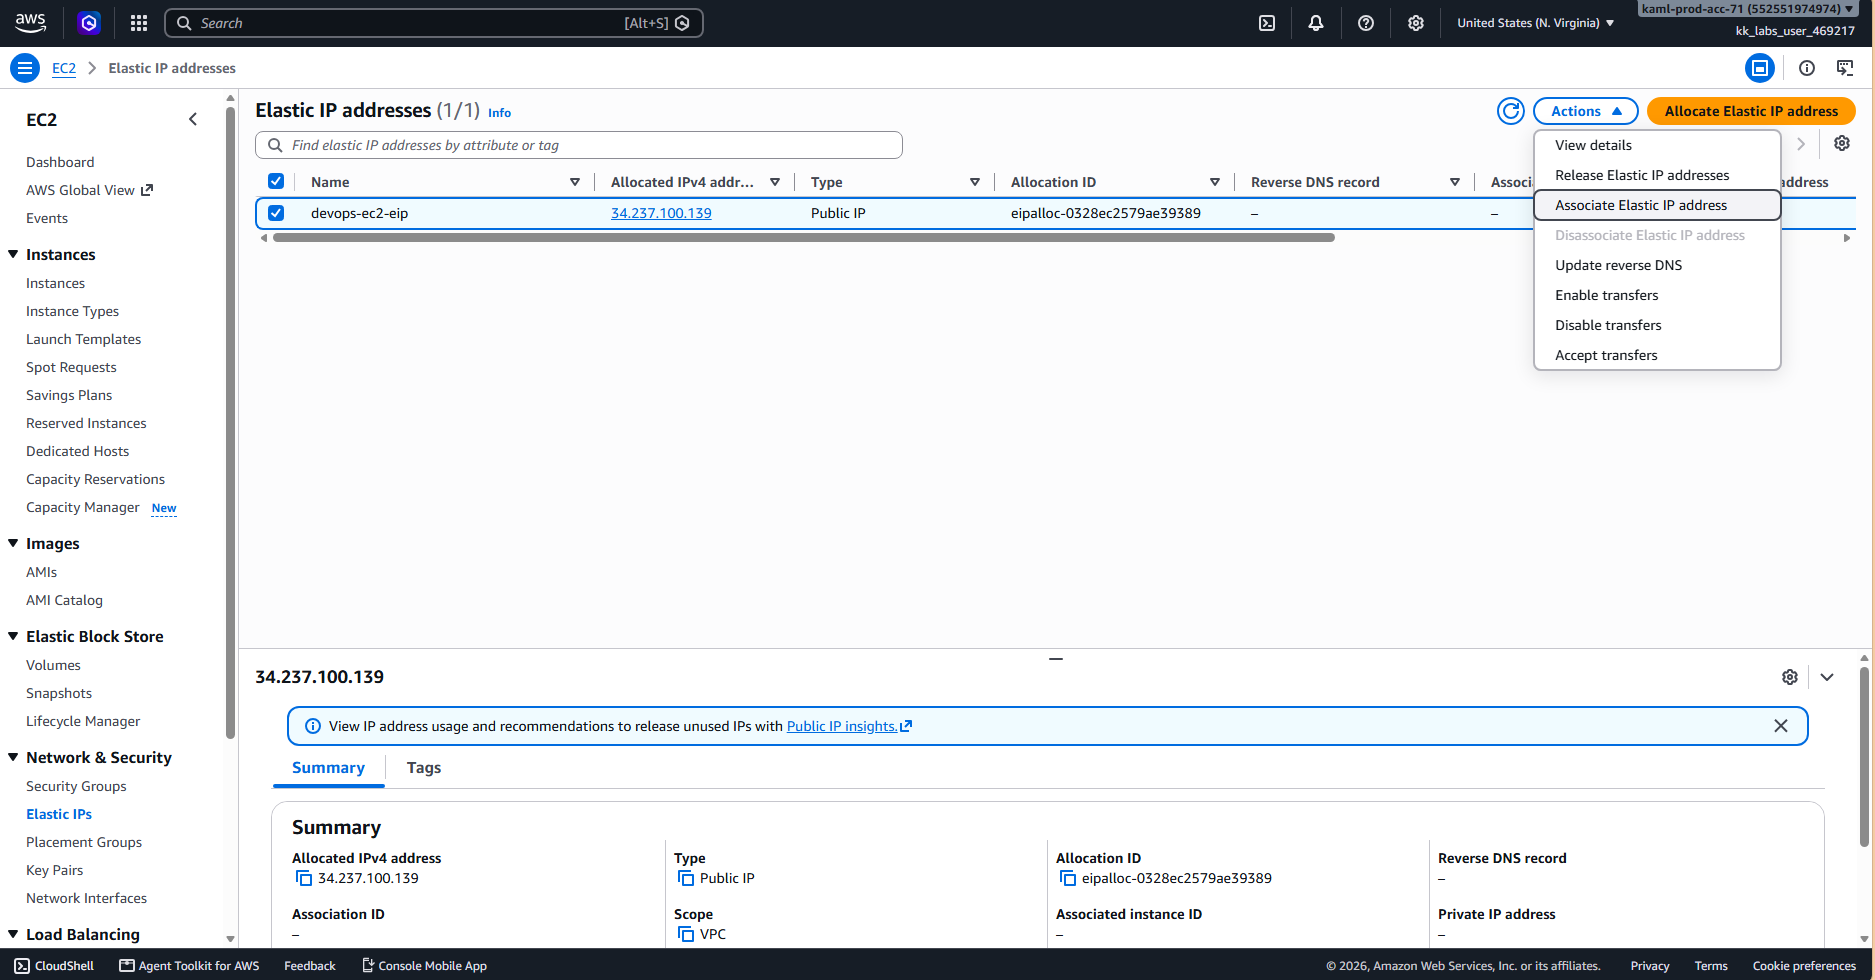 aws
Search [Alt+S]
United States (N. Virginia)
kaml-prod-acc-71 (552551974974)
kk_labs_user_469217
EC2 Elastic IP addresses
EC2
Dashboard
AWS Global View
Events
Instances
Instances
Instance Types
Launch Templates
Spot Requests
Savings Plans
Reserved Instances
Dedicated Hosts
Capacity Reservations
Capacity Manager New
Images
AMIs
AMI Catalog
Elastic Block Store
Volumes
Snapshots
Lifecycle Manager
Network & Security
Security Groups
Elastic IPs
Placement Groups
Key Pairs
Network Interfaces
Load Balancing
Elastic IP addresses (1/1) Info
Actions
Allocate Elastic IP address
Find elastic IP addresses by attribute or tag
Name Allocated IPv4 addr... Type Allocation ID Reverse DNS record Associ address
devops-ec2-eip 34.237.100.139 Public IP eipalloc-0328ec2579ae39389 – –
View details
Release Elastic IP addresses
Associate Elastic IP address
Disassociate Elastic IP address
Update reverse DNS
Enable transfers
Disable transfers
Accept transfers
34.237.100.139
View IP address usage and recommendations to release unused IPs with Public IP insights.
Summary Tags
Summary
Allocated IPv4 address
34.237.100.139
Type
Public IP
Allocation ID
eipalloc-0328ec2579ae39389
Reverse DNS record
–
Association ID
–
Scope
VPC
Associated instance ID
–
Private IP address
–
CloudShell Agent Toolkit for AWS Feedback Console Mobile App
© 2026, Amazon Web Services, Inc. or its affiliates. Privacy Terms Cookie preferences